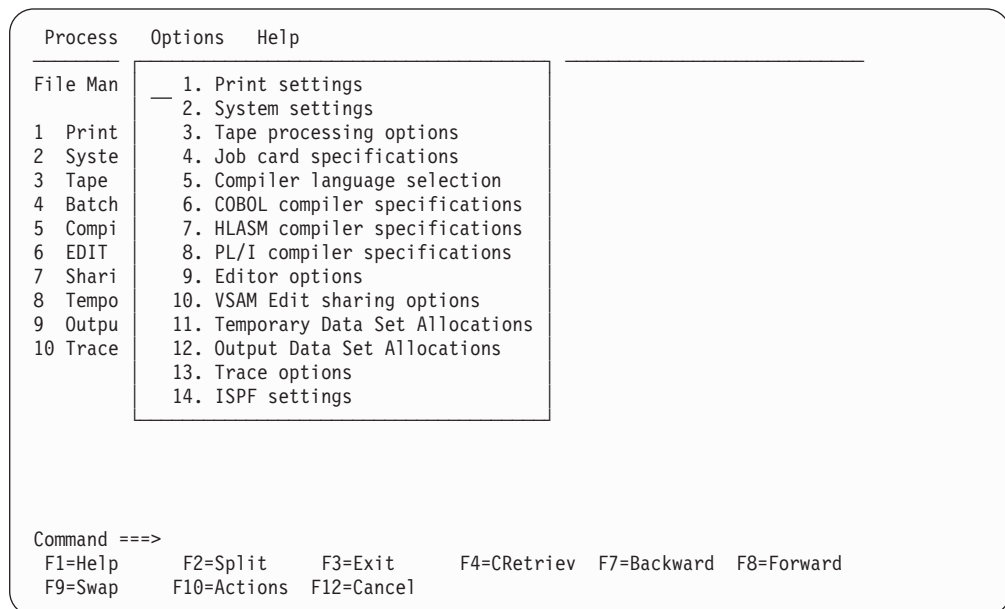 Process Options Help
File Man 1. Print settings
2. System settings
1 Print 3. Tape processing options
2 Syste 4. Job card specifications
3 Tape 5. Compiler language selection
4 Batch 6. COBOL compiler specifications
5 Compi 7. HLASM compiler specifications
6 EDIT 8. PL/I compiler specifications
7 Shari 9. Editor options
8 Tempo 10. VSAM Edit sharing options
9 Outpu 11. Temporary Data Set Allocations
10 Trace 12. Output Data Set Allocations
13. Trace options
14. ISPF settings
Command ===>
F1=Help F2=Split F3=Exit F4=CRetriev F7=Backward F8=Forward
F9=Swap F10=Actions F12=Cancel